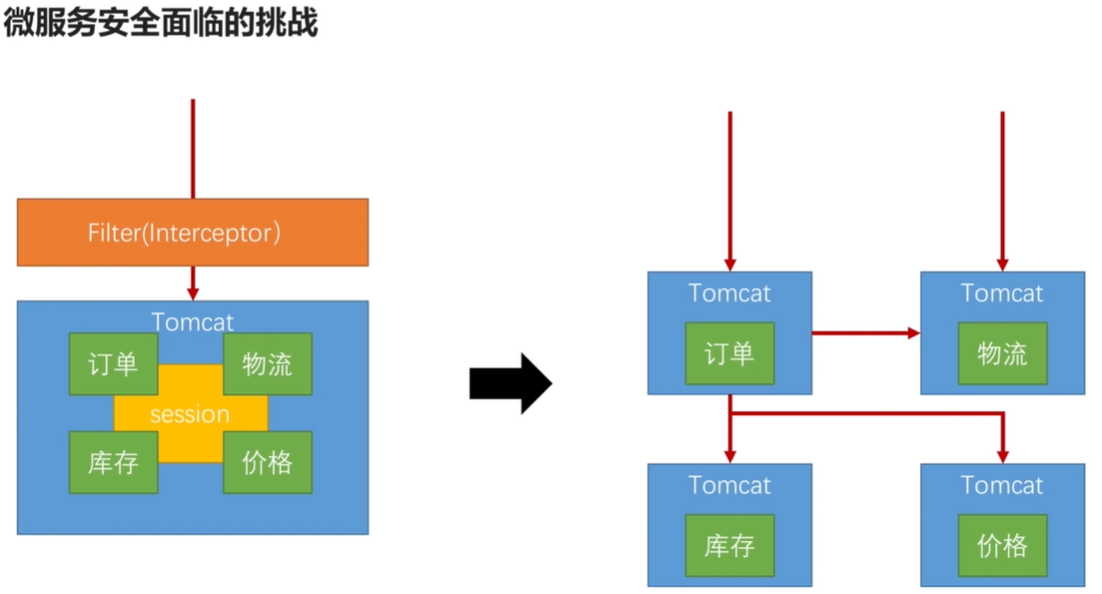 微服务安全面临的挑战
Filter(Interceptor）
Tomcat
订单
物流
session
库存
价格
Tomcat
订单
Tomcat
物流
Tomcat
库存
Tomcat
价格